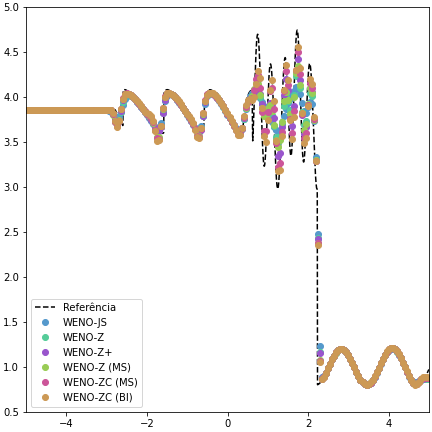 5.0
4.5
4.0
3.5
3.0
2.5
2.0
1.5
1.0
0.5
Referência
WENO-JS
WENO-Z
WENO-Z+
WENO-Z (MS)
WENO-ZC (MS)
WENO-ZC (BI)
−4 −2 0 2 4